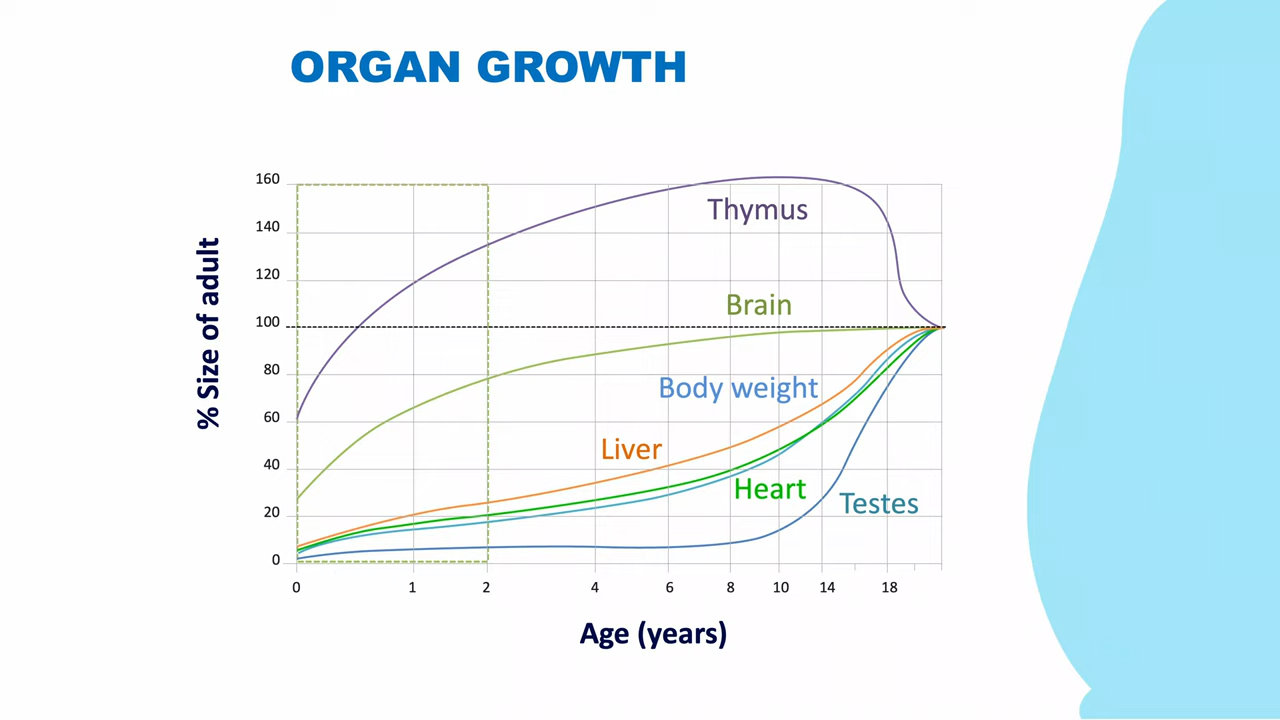 ORGAN GROWTH
% Size of adult
160
140
120
100
80
60
40
20
0
Thymus
Brain
Body weight
Liver
Heart
Testes
0 1 2 4 6 8 10 14 18
Age (years)